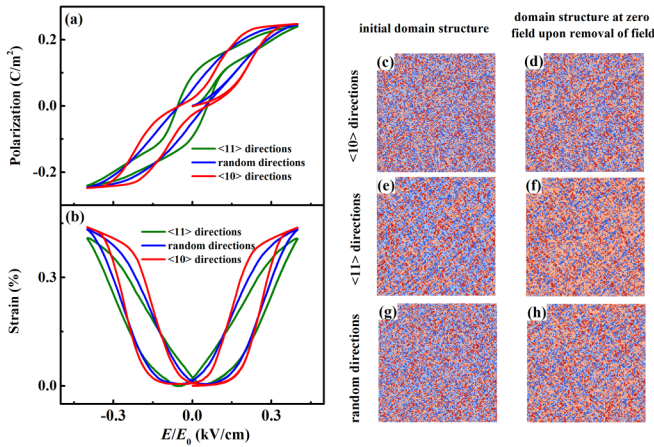 (a)
0.2
0.0
-0.2
Polarization (C/m²)
<11> directions
random directions
<10> directions
(b)
<11> directions
random directions
<10> directions
0.3
0.0
Strain (%)
-0.3
0.0
0.3
E/E₀ (kV/cm)
initial domain structure
domain structure at zero
field upon removal of field
<10> directions
(c)
(d)
<11> directions
(e)
(f)
random directions
(g)
(h)